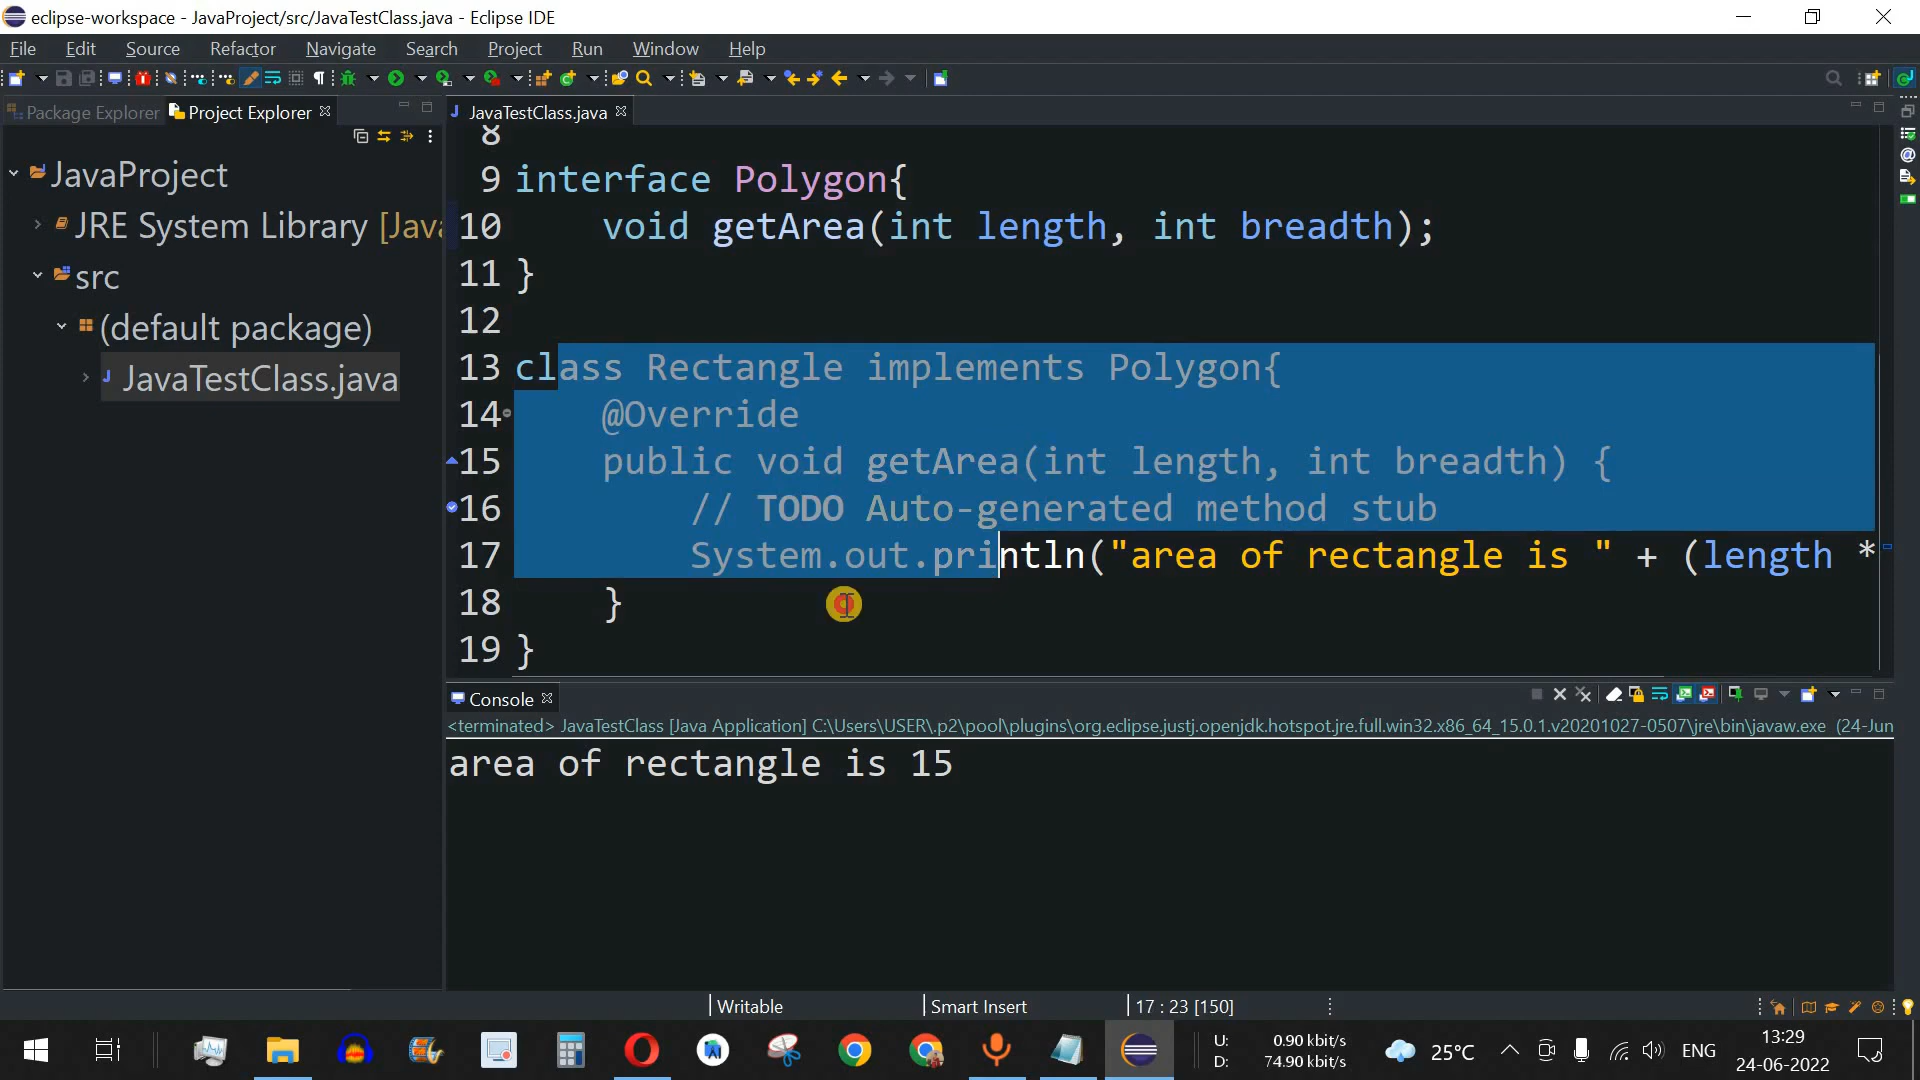 eclipse-workspace - JavaProject/src/JavaTestClass.java - Eclipse IDE
File Edit Source Refactor Navigate Search Project Run Window Help
Package Explorer Project Explorer
JavaTestClass.java
JavaProject
JRE System Library [Java
src
(default package)
JavaTestClass.java
8
9 interface Polygon{
10 void getArea(int length, int breadth);
11 }
12
13 class Rectangle implements Polygon{
14 @Override
15 public void getArea(int length, int breadth) {
16 // TODO Auto-generated method stub
17 System.out.println("area of rectangle is " + (length *
18 }
19 }
Console
<terminated> JavaTestClass [Java Application] C:\Users\USER\.p2\pool\plugins\org.eclipse.justj.openjdk.hotspot.jre.full.win32.x86_64_15.0.1.v20201027-0507\jre\bin\javaw.exe (24-Jun
area of rectangle is 15
Writable Smart Insert 17 : 23 [150]
U: 0.90 kbit/s
D: 74.90 kbit/s
25°C
ENG
13:29
24-06-2022